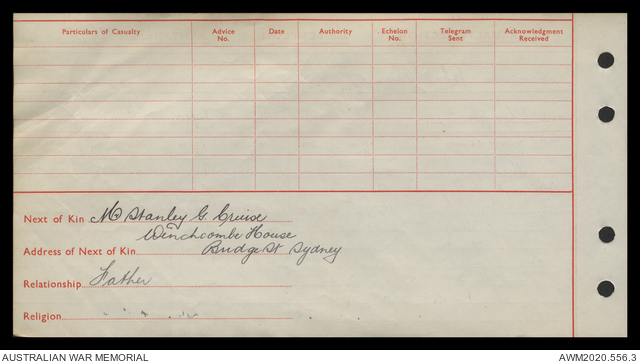 Particulars of Casualty Advice No. Date Authority Echelon No. Telegram Sent Acknowledgment Received
Next of Kin Mr Stanley G. Cruise
Winchcombe House
Address of Next of Kin Bridge St Sydney
Relationship Father
Religion
AUSTRALIAN WAR MEMORIAL AWM2020.556.3